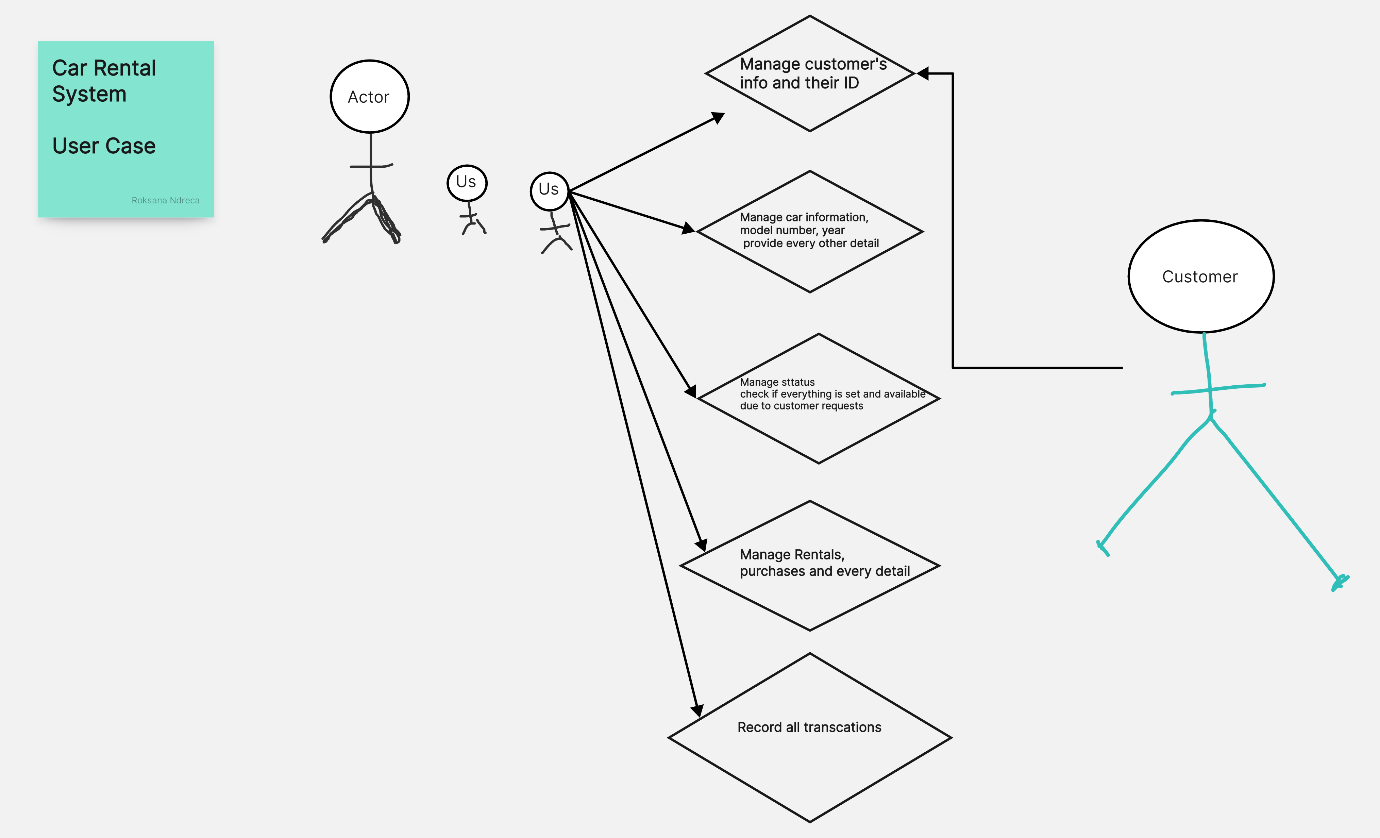 Car Rental
System
User Case
Roksana Ndreca
Actor
Us
Us
Manage customer's
info and their ID
Manage car information,
model number, year
provide every other detail
Manage sttatus
check if everything is set and available
due to customer requests
Manage Rentals,
purchases and every detail
Record all transcations
Customer